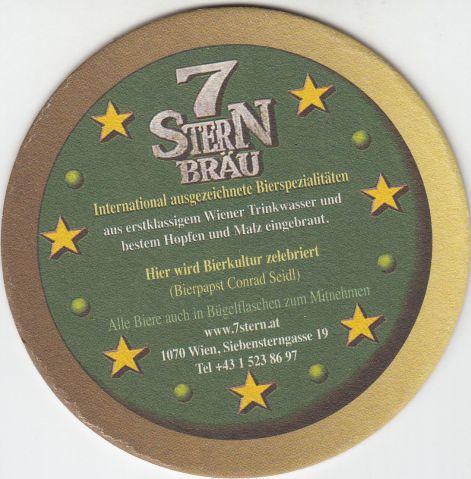 7
STERN
BRÄU
International ausgezeichnete Bierspezialitäten
aus erstklassigem Wiener Trinkwasser und
bestem Hopfen und Malz eingebraut.
Hier wird Bierkultur zelebriert
(Bierpapst Conrad Seidl)
Alle Biere auch in Bügelflaschen zum Mitnehmen
www.7stern.at
1070 Wien, Siebensterngasse 19
Tel +43 1 523 86 97